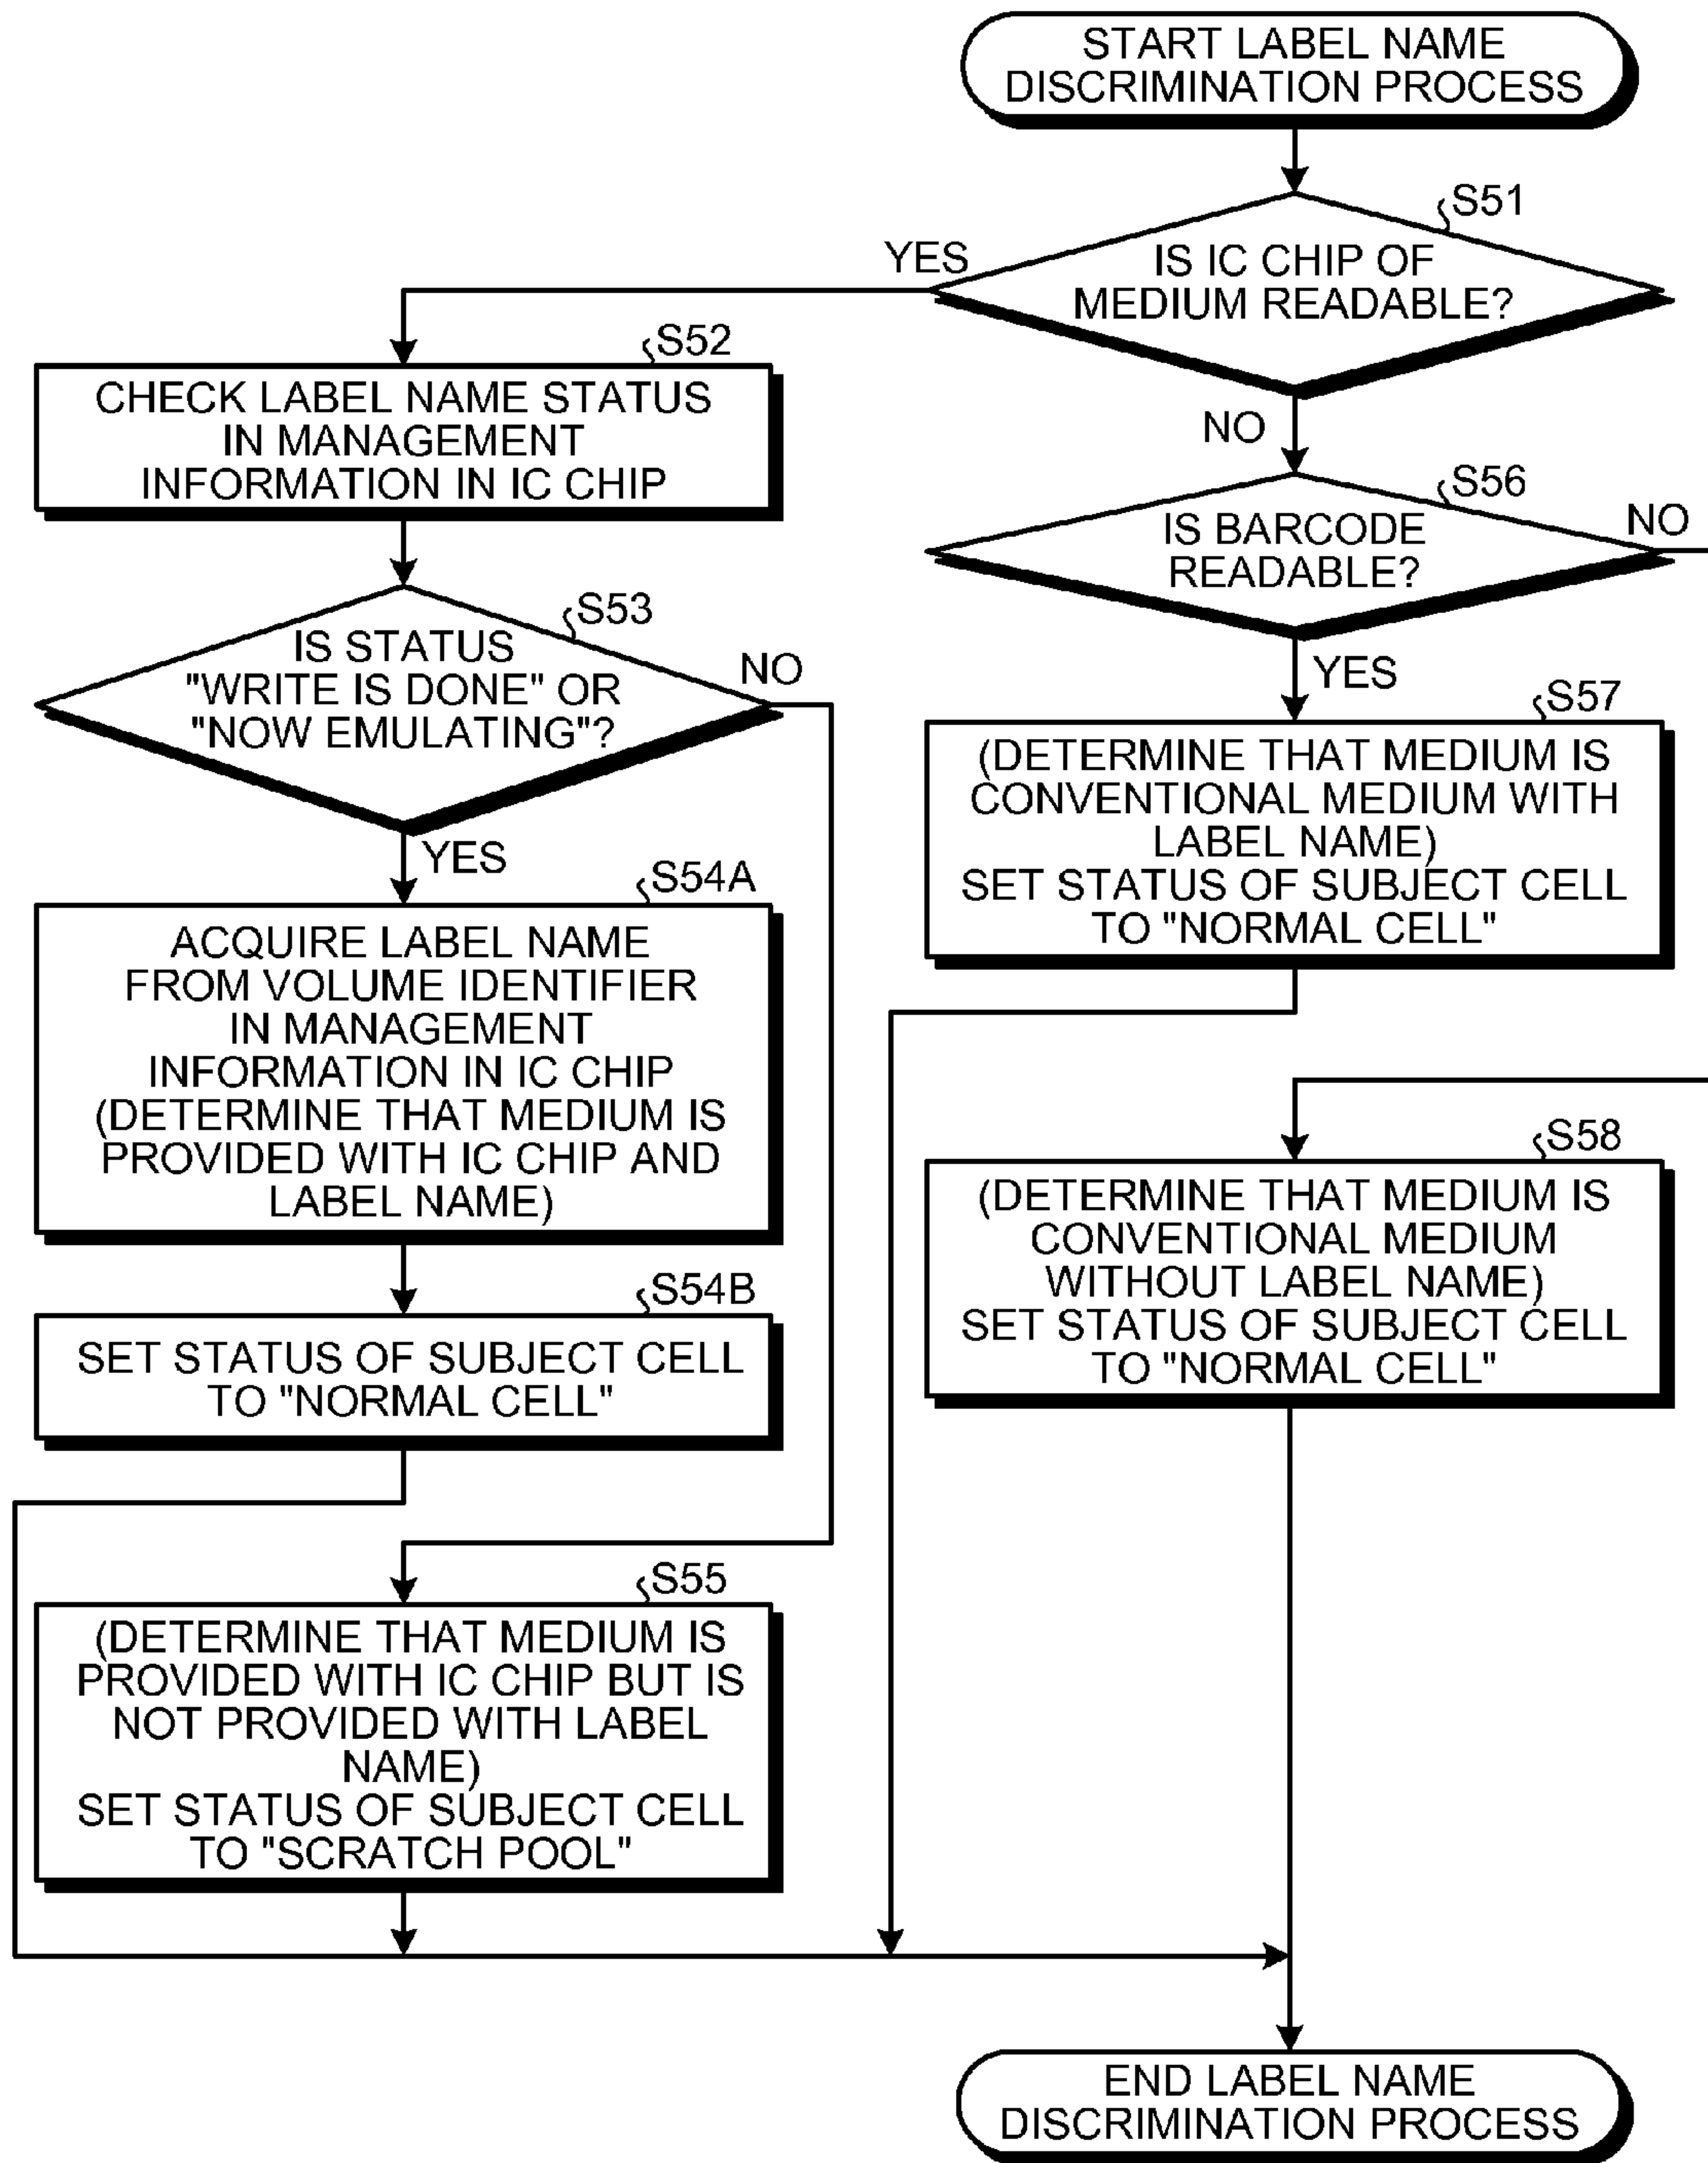 START LABEL NAME
DISCRIMINATION PROCESS
S51
IS IC CHIP OF
MEDIUM READABLE?
YES
NO
S52
CHECK LABEL NAME STATUS
IN MANAGEMENT
INFORMATION IN IC CHIP
S53
IS STATUS
"WRITE IS DONE" OR
"NOW EMULATING"?
NO
YES
S54A
ACQUIRE LABEL NAME
FROM VOLUME IDENTIFIER
IN MANAGEMENT
INFORMATION IN IC CHIP
(DETERMINE THAT MEDIUM IS
PROVIDED WITH IC CHIP AND
LABEL NAME)
S54B
SET STATUS OF SUBJECT CELL
TO "NORMAL CELL"
S55
(DETERMINE THAT MEDIUM IS
PROVIDED WITH IC CHIP BUT IS
NOT PROVIDED WITH LABEL
NAME)
SET STATUS OF SUBJECT CELL
TO "SCRATCH POOL"
S56
IS BARCODE
READABLE?
NO
YES
S57
(DETERMINE THAT MEDIUM IS
CONVENTIONAL MEDIUM WITH
LABEL NAME)
SET STATUS OF SUBJECT CELL
TO "NORMAL CELL"
S58
(DETERMINE THAT MEDIUM IS
CONVENTIONAL MEDIUM
WITHOUT LABEL NAME)
SET STATUS OF SUBJECT CELL
TO "NORMAL CELL"
END LABEL NAME
DISCRIMINATION PROCESS